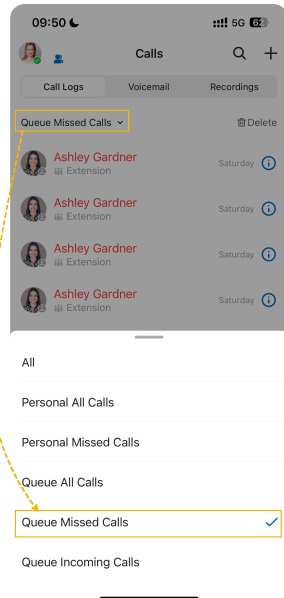 09:50 5G 62
Calls
Call Logs Voicemail Recordings
Queue Missed Calls Delete
Ashley Gardner
Extension Saturday
Ashley Gardner
Extension Saturday
Ashley Gardner
Extension Saturday
Ashley Gardner
Extension Saturday
All
Personal All Calls
Personal Missed Calls
Queue All Calls
Queue Missed Calls
Queue Incoming Calls